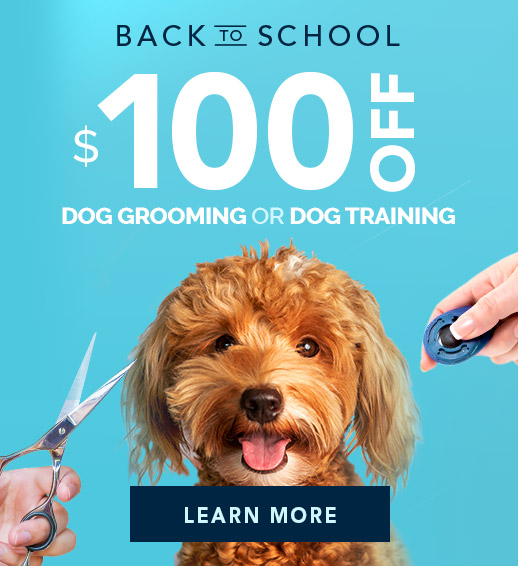 BACK TO SCHOOL
$100 OFF
DOG GROOMING OR DOG TRAINING
LEARN MORE